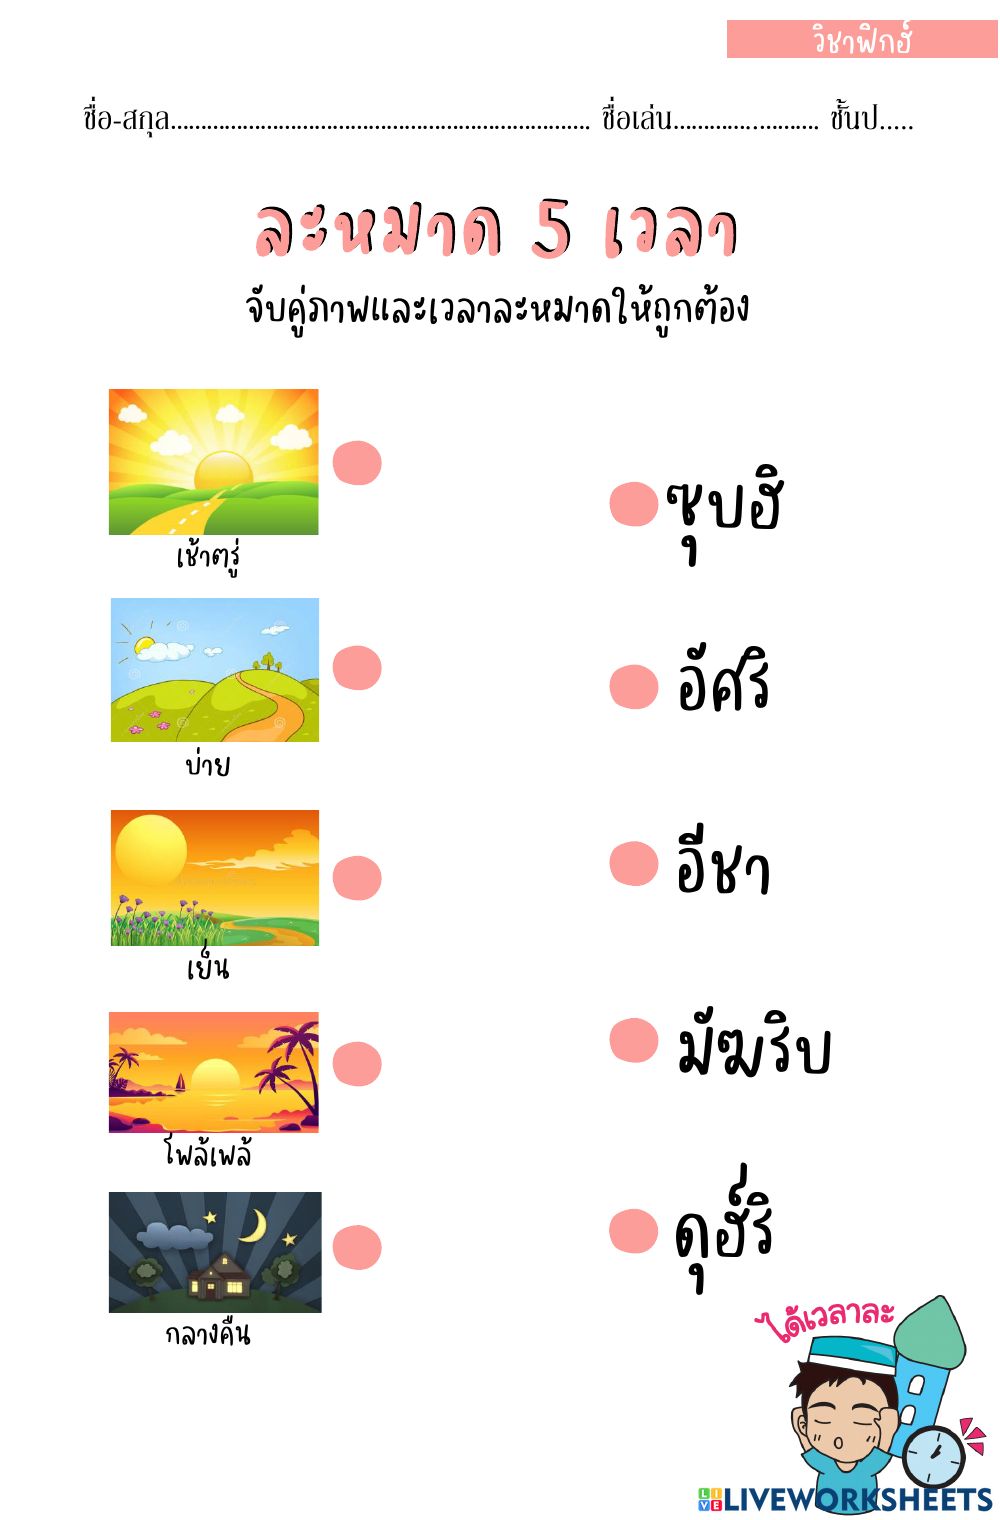 วิชาฟิกฮ์
ชื่อ-สกุล.................................................................... ชื่อเล่น........................ ชั้นป.....
ละหมาด 5 เวลา
จับคู่ภาพและเวลาละหมาดให้ถูกต้อง
เช้าตรู่
ซุบฮิ
บ่าย
อัศริ
เย็น
อีชา
โพล้เพล้
มัฆริบ
กลางคืน
ดุฮ์ริ
ได้เวลาละ
LIVEWORKSHEETS